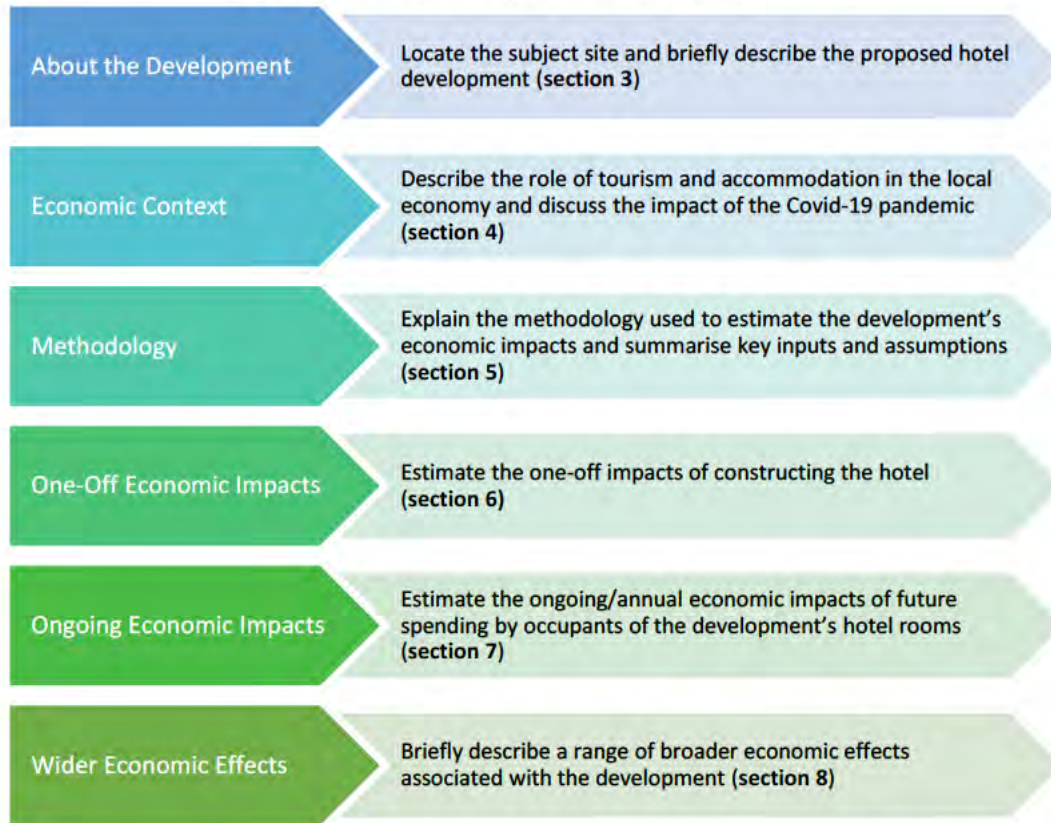 About the Development
Locate the subject site and briefly describe the proposed hotel
development (section 3)
Economic Context
Describe the role of tourism and accommodation in the local
economy and discuss the impact of the Covid-19 pandemic
(section 4)
Methodology
Explain the methodology used to estimate the development's
economic impacts and summarise key inputs and assumptions
(section 5)
One-Off Economic Impacts
Estimate the one-off impacts of constructing the hotel
(section 6)
Ongoing Economic Impacts
Estimate the ongoing/annual economic impacts of future
spending by occupants of the development's hotel rooms
(section 7)
Wider Economic Effects
Briefly describe a range of broader economic effects
associated with the development (section 8)